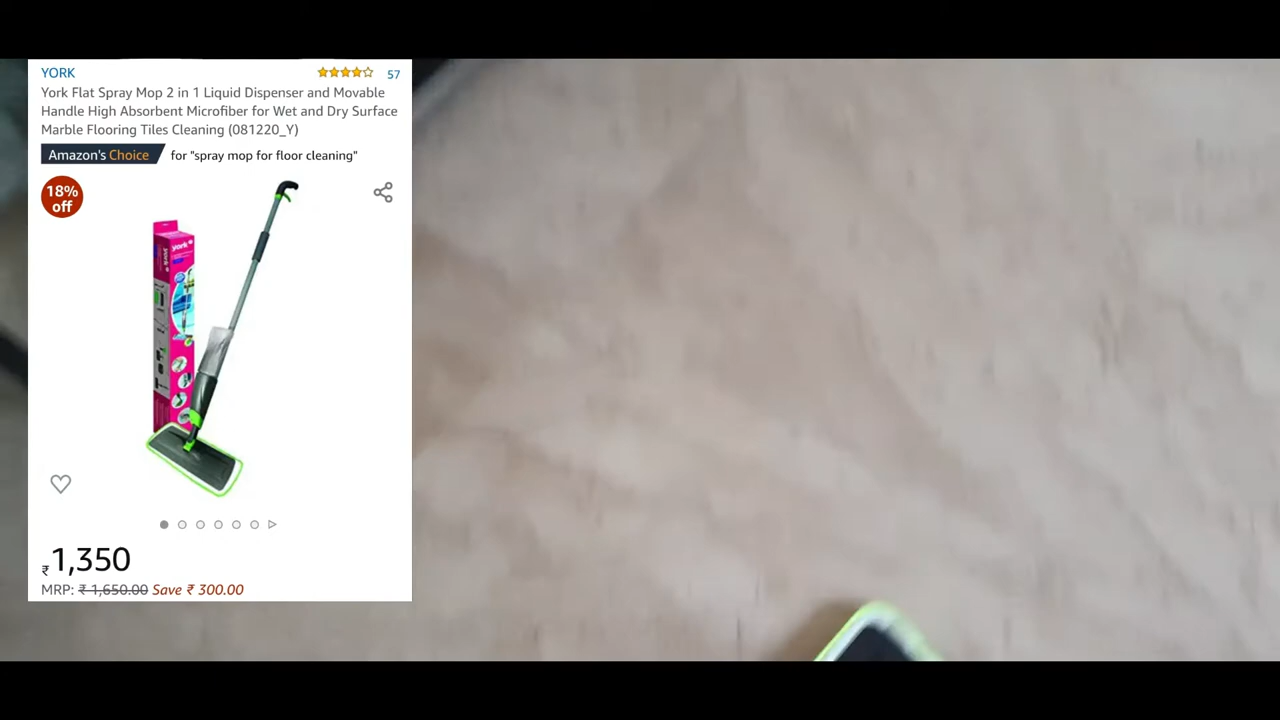 YORK
57
York Flat Spray Mop 2 in 1 Liquid Dispenser and Movable
Handle High Absorbent Microfiber for Wet and Dry Surface
Marble Flooring Tiles Cleaning (081220_Y)
Amazon's Choice for "spray mop for floor cleaning"
18%
off
york
₹1,350
MRP: ₹ 1,650.00 Save ₹ 300.00